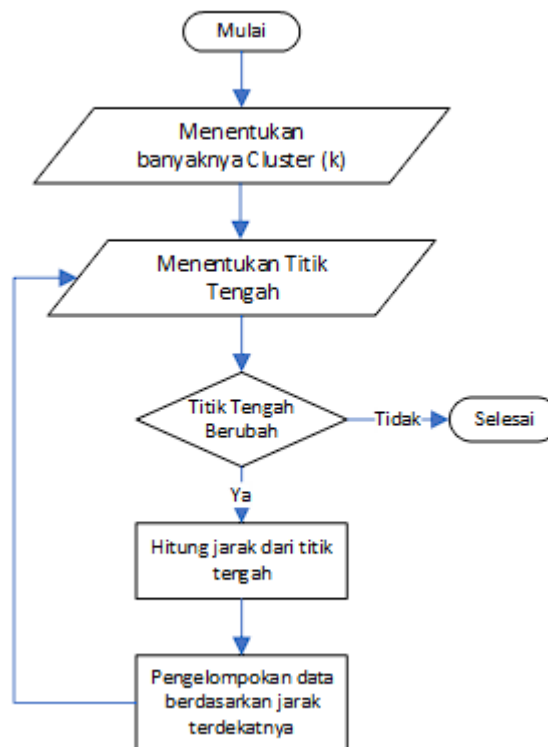 Mulai
Menentukan
banyaknya Cluster (k)
Menentukan Titik
Tengah
Titik Tengah
Berubah
Tidak
Selesai
Ya
Hitung jarak dari titik
tengah
Pengelompokan data
berdasarkan jarak
terdekatnya